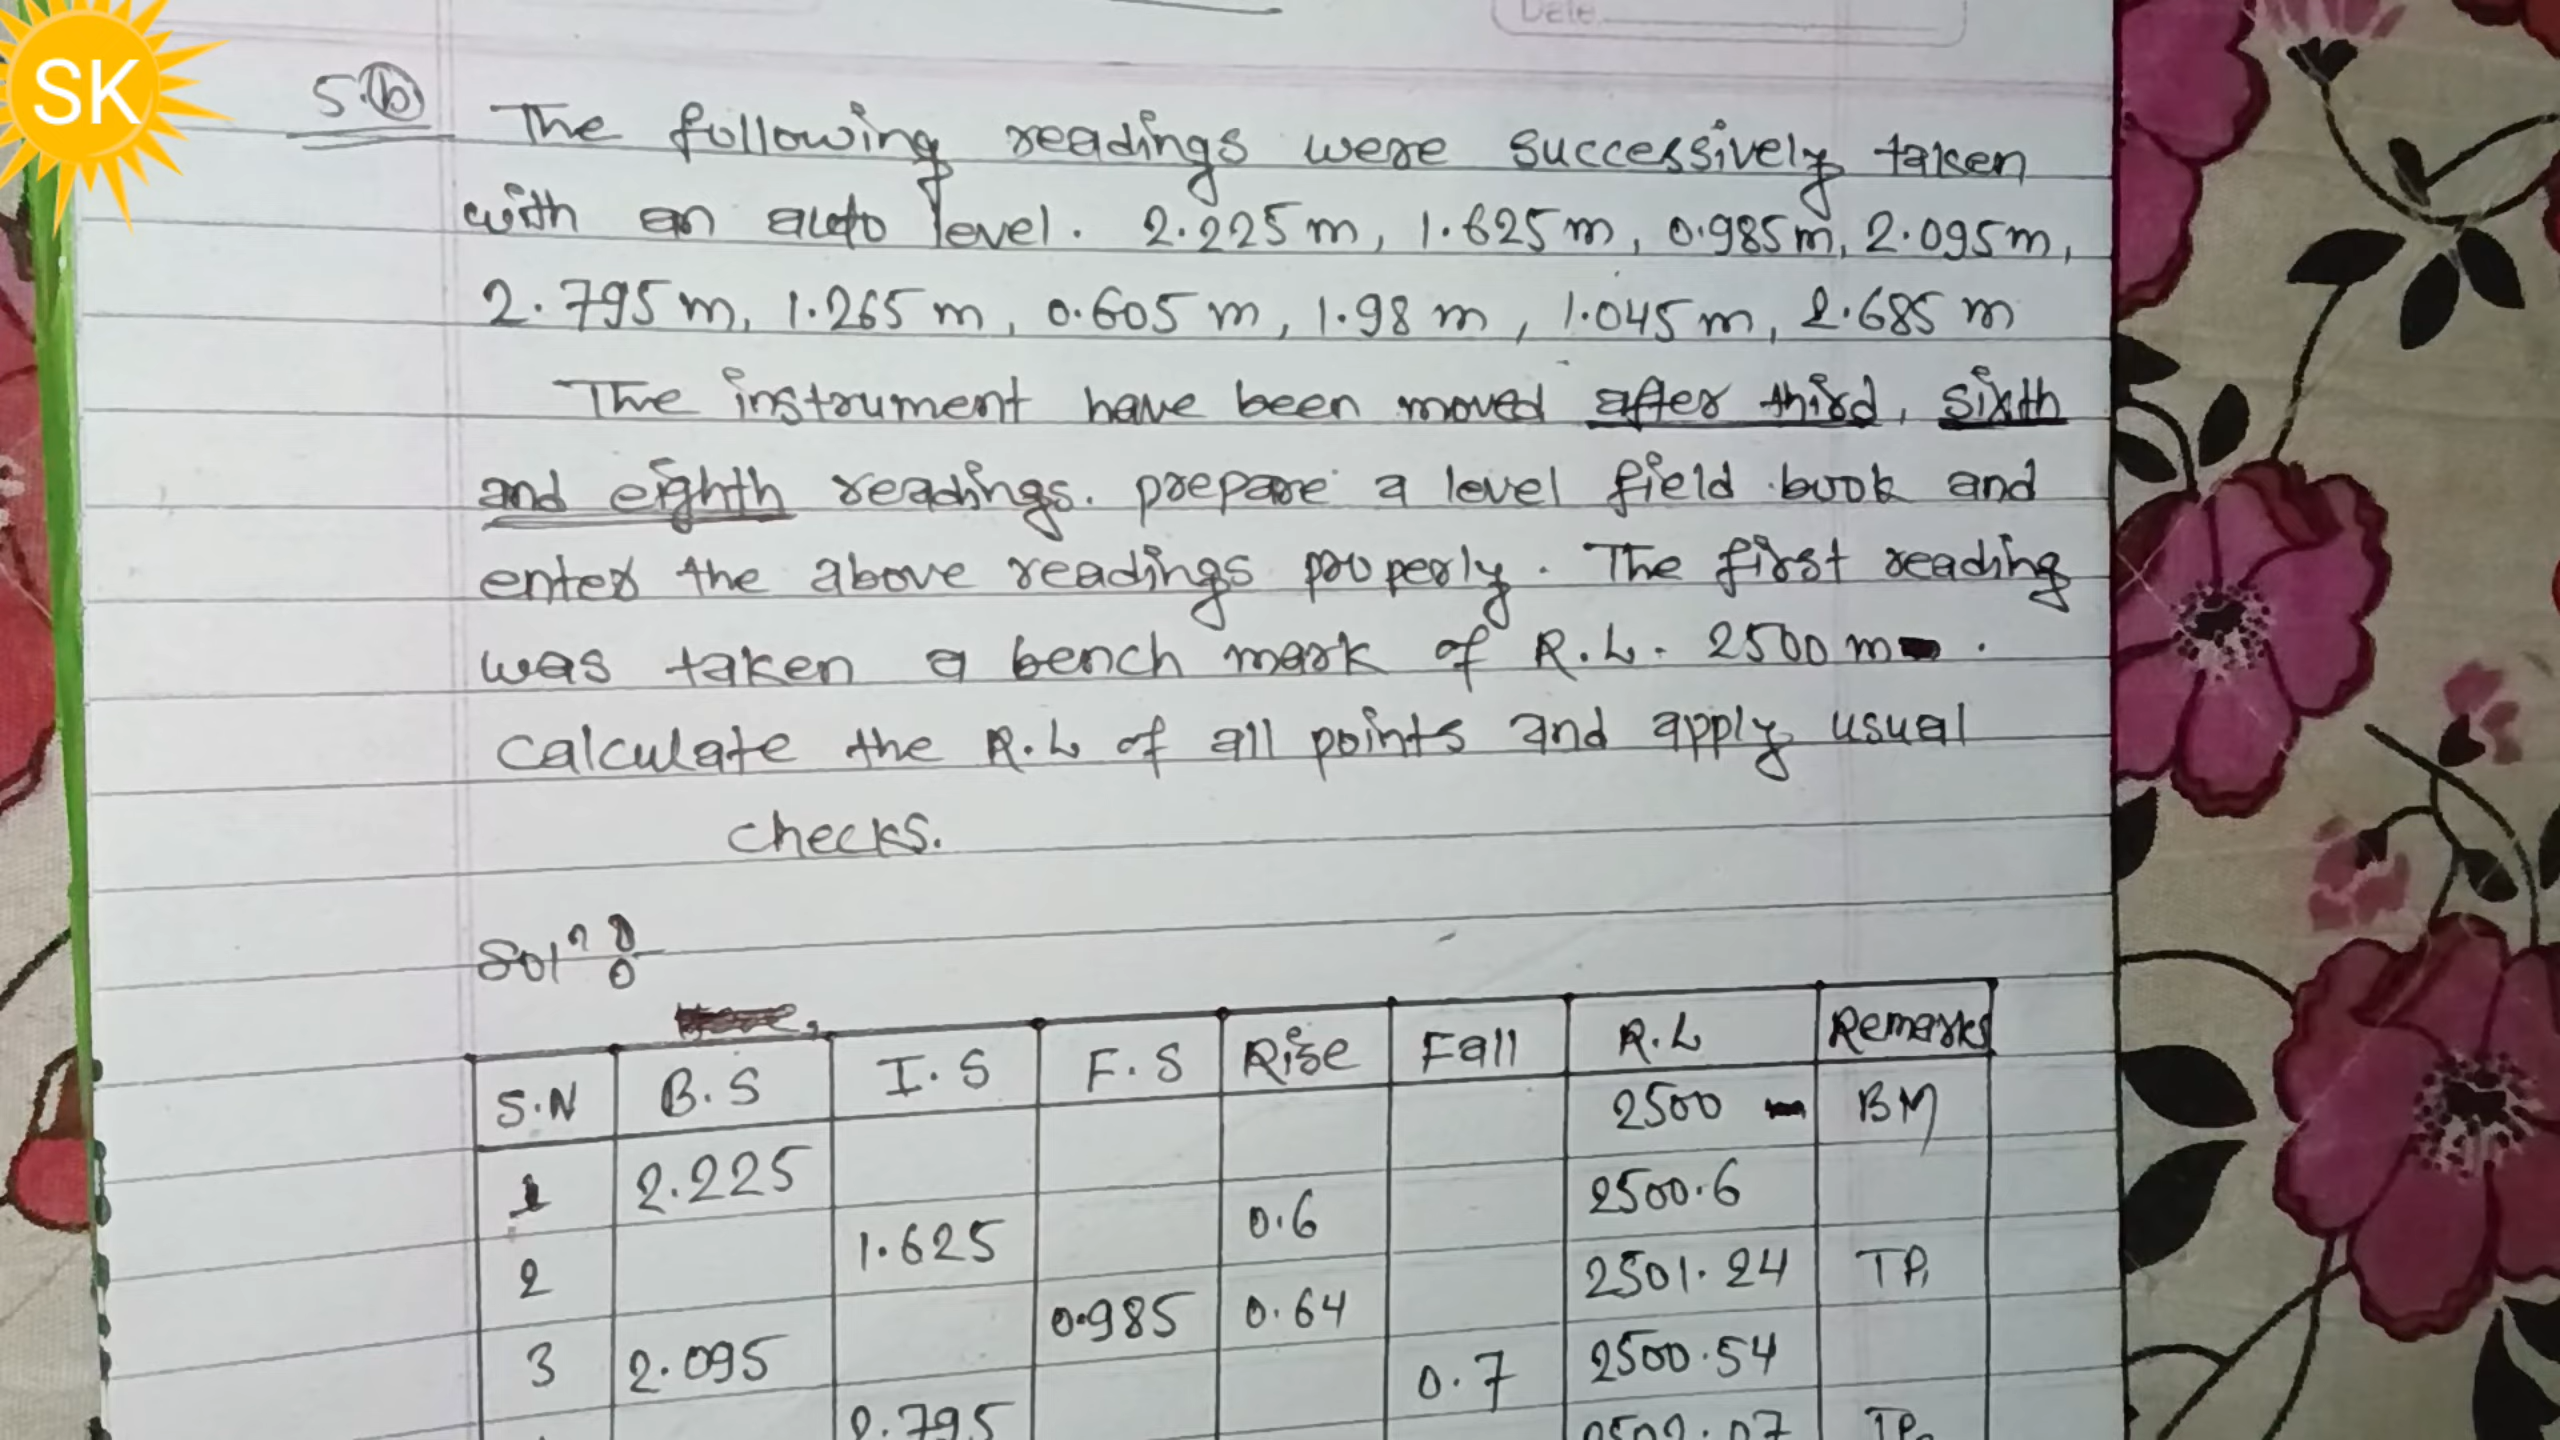 Date
SK
5.(b) The following readings were successively taken
with an auto level. 2.225 m, 1.625 m, 0.985 m, 2.095 m,
2.795 m, 1.265 m, 0.605 m, 1.98 m, 1.045 m, 2.685 m
The instrument have been moved after third, sixth
and eighth readings. prepare a level field book and
enter the above readings properly. The first reading
was taken a bench mark of R.L. 2500 m .
calculate the R.L of all points and apply usual
checks.
Solⁿ:
S.N B.S I.S F.S Rise Fall R.L Remarks
1 2.225 2500 BM
2 1.625 0.6 2500.6
3 2.095 0.985 0.64 2501.24 TP1
2.795 0.7 2500.54